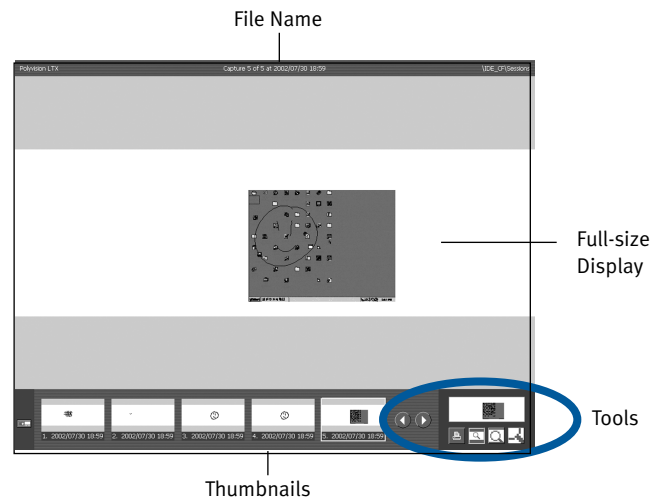 File Name
Polyvision LTX
Capture 5 of 5 at 2002/07/30 18:59
\IDE_CF\Sessions
Full-size
Display
1. 2002/07/30 18:59
2. 2002/07/30 18:59
3. 2002/07/30 18:59
4. 2002/07/30 18:59
5. 2002/07/30 18:59
Tools
Thumbnails